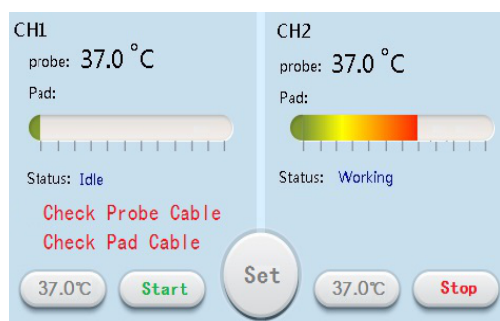 CH1
probe: 37.0 °C
Pad:
Status: Idle
Check Probe Cable
Check Pad Cable
37.0℃
Start
Set
CH2
probe: 37.0 °C
Pad:
Status: Working
37.0℃
Stop